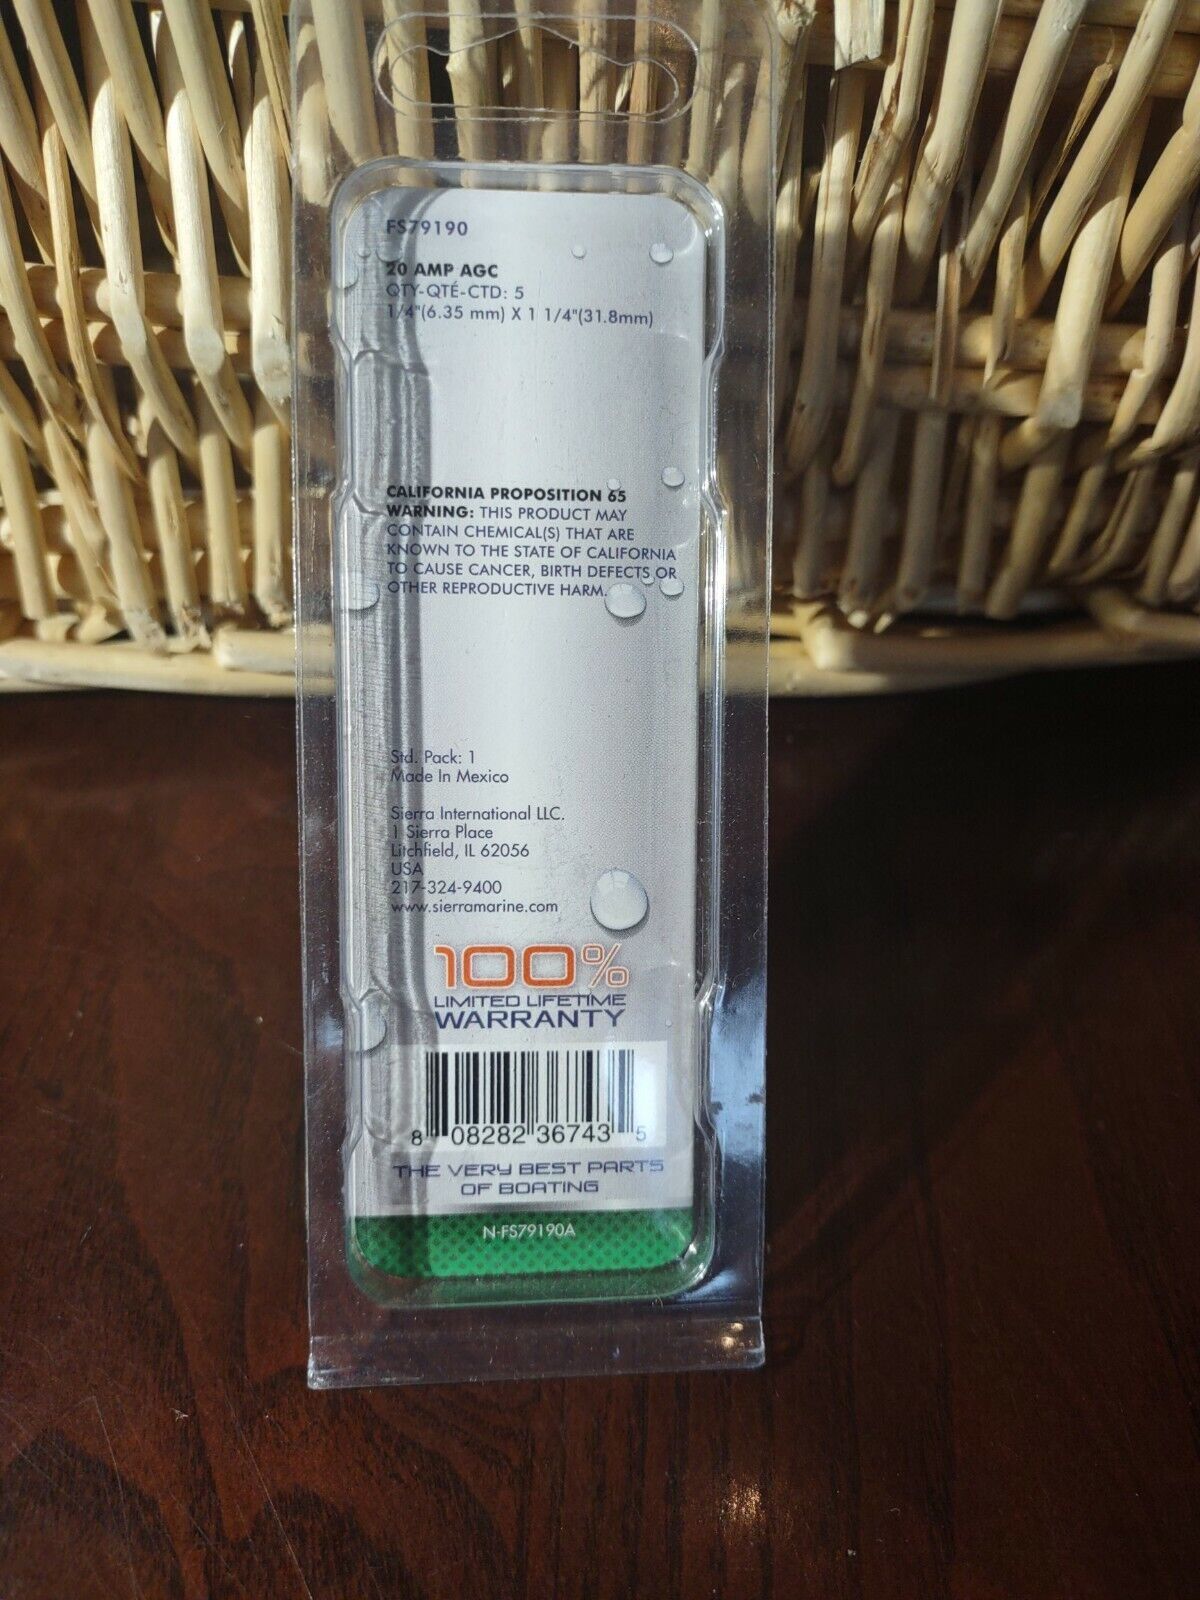 FS79190
20 AMP AGC
QTY-QTÉ-CTD: 5
1/4"(6.35 mm) X 1 1/4"(31.8mm)
CALIFORNIA PROPOSITION 65
WARNING: THIS PRODUCT MAY
CONTAIN CHEMICAL(S) THAT ARE
KNOWN TO THE STATE OF CALIFORNIA
TO CAUSE CANCER, BIRTH DEFECTS OR
OTHER REPRODUCTIVE HARM.
Std. Pack: 1
Made In Mexico
Sierra International LLC.
1 Sierra Place
Litchfield, IL 62056
USA
217-324-9400
www.sierramarine.com
100%
LIMITED LIFETIME
WARRANTY
8 08282 36743 5
THE VERY BEST PARTS
OF BOATING
N-FS79190A